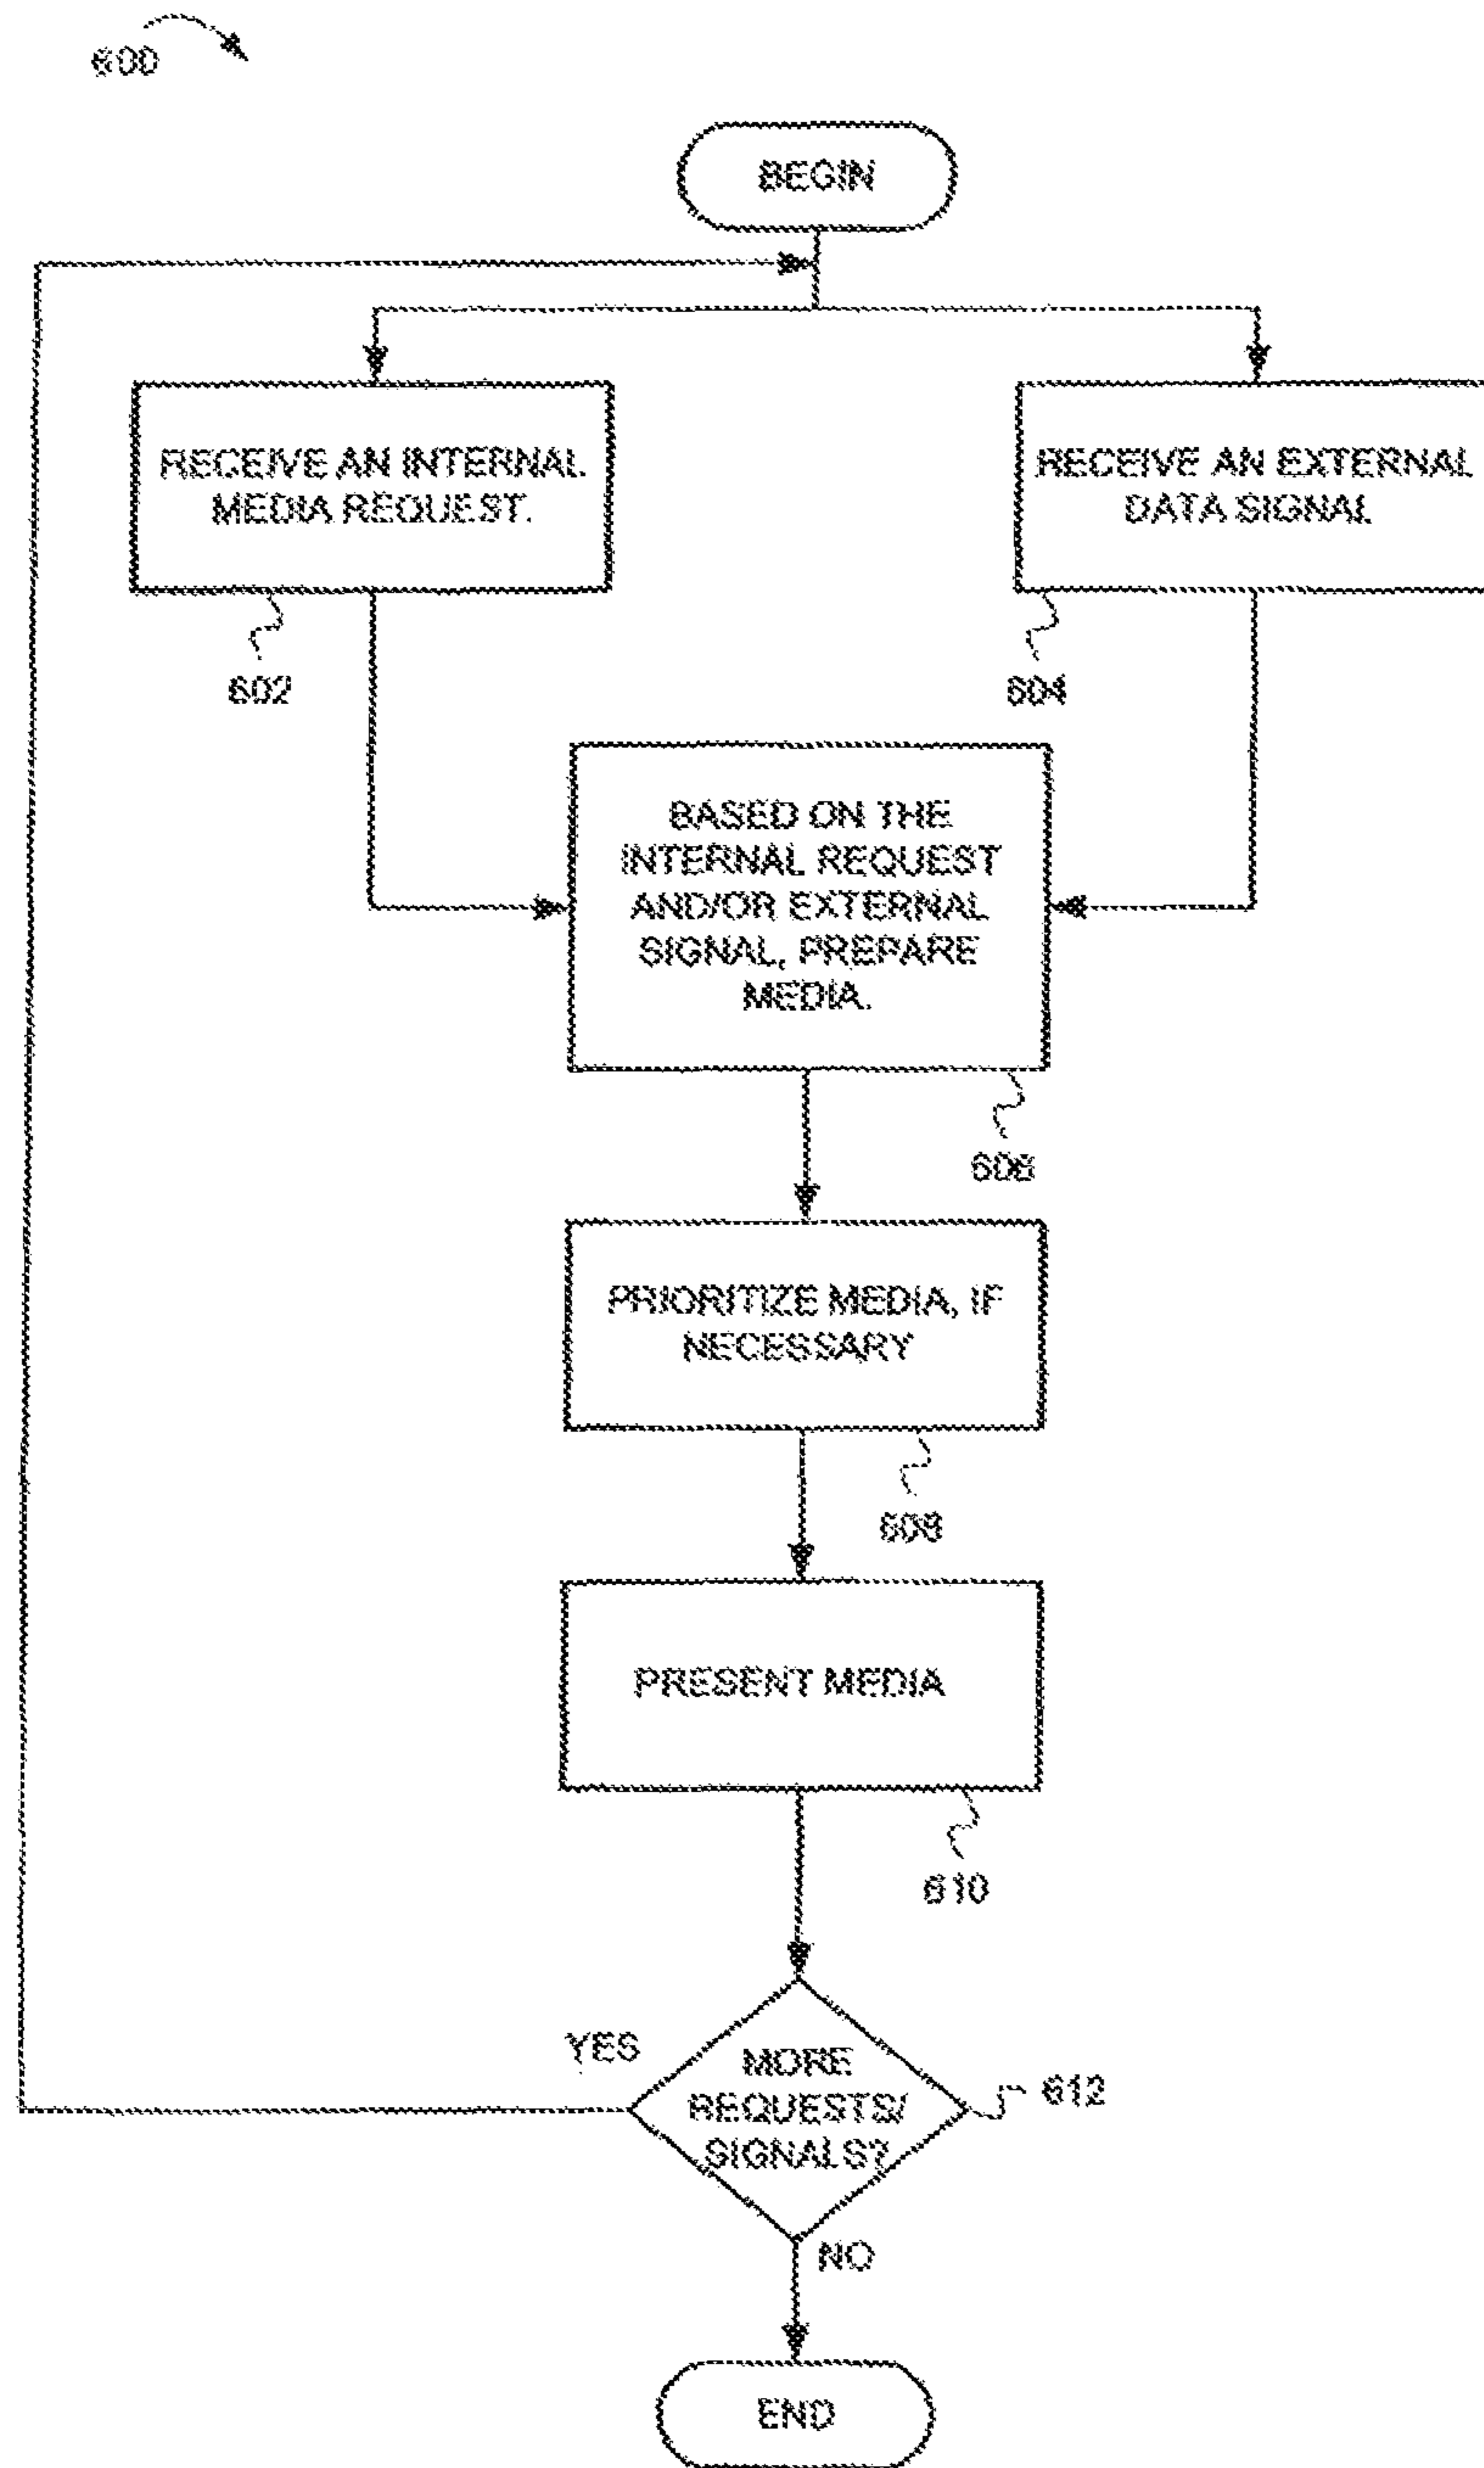 600
BEGIN
RECEIVE AN INTERNAL
MEDIA REQUEST.
RECEIVE AN EXTERNAL
DATA SIGNAL
602
604
BASED ON THE
INTERNAL REQUEST
AND/OR EXTERNAL
SIGNAL, PREPARE
MEDIA.
606
PRIORITIZE MEDIA, IF
NECESSARY
608
PRESENT MEDIA
610
YES
MORE
REQUESTS/
SIGNALS?
612
NO
END